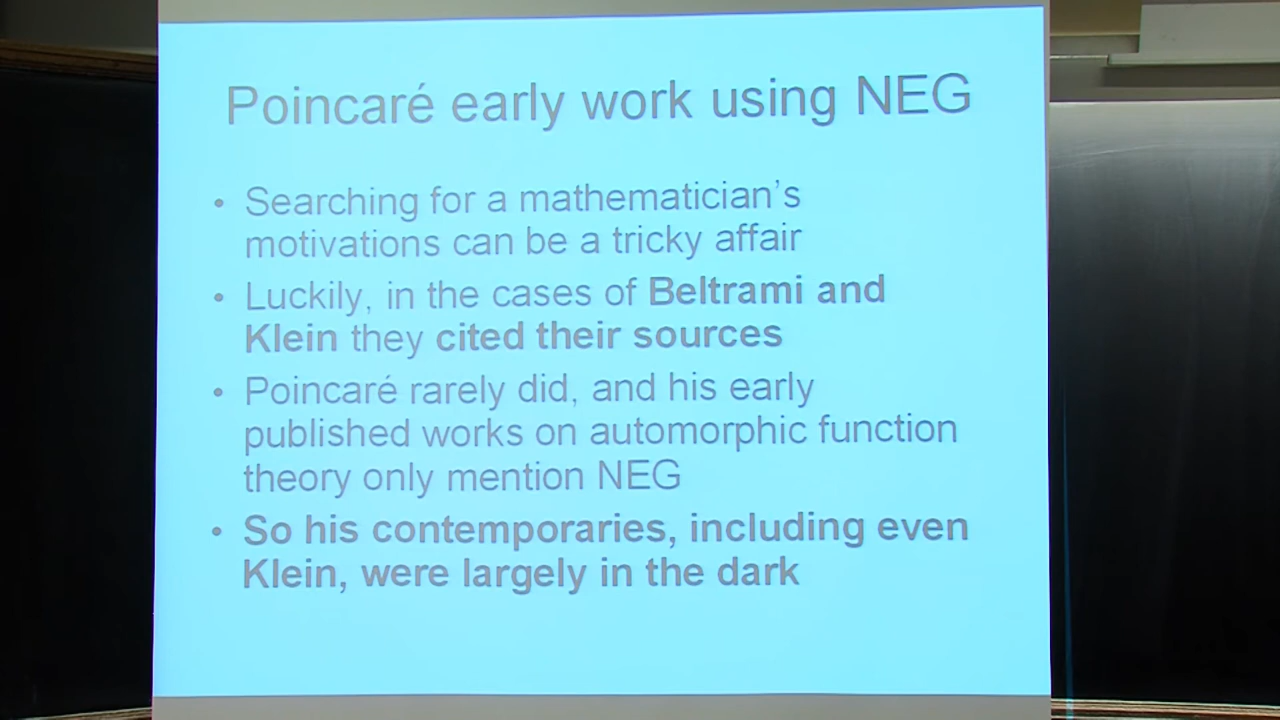 Poincaré early work using NEG
• Searching for a mathematician's
motivations can be a tricky affair
• Luckily, in the cases of Beltrami and
Klein they cited their sources
• Poincaré rarely did, and his early
published works on automorphic function
theory only mention NEG
• So his contemporaries, including even
Klein, were largely in the dark